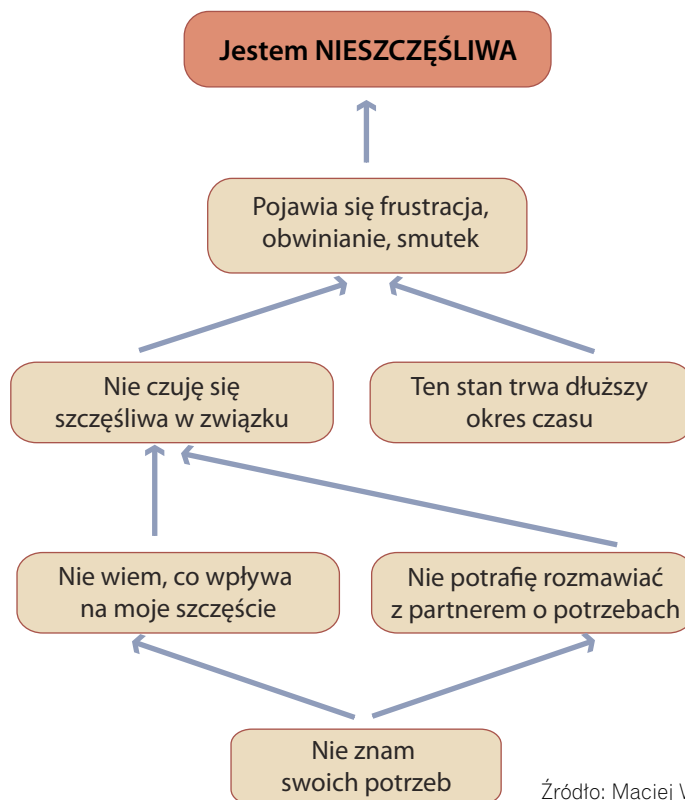 Jestem NIESZCZĘŚLIWA
Pojawia się frustracja,
obwinianie, smutek
Nie czuję się
szczęśliwa w związku
Ten stan trwa dłuższy
okres czasu
Nie wiem, co wpływa
na moje szczęście
Nie potrafię rozmawiać
z partnerem o potrzebach
Nie znam
swoich potrzeb
Źródło: Maciej